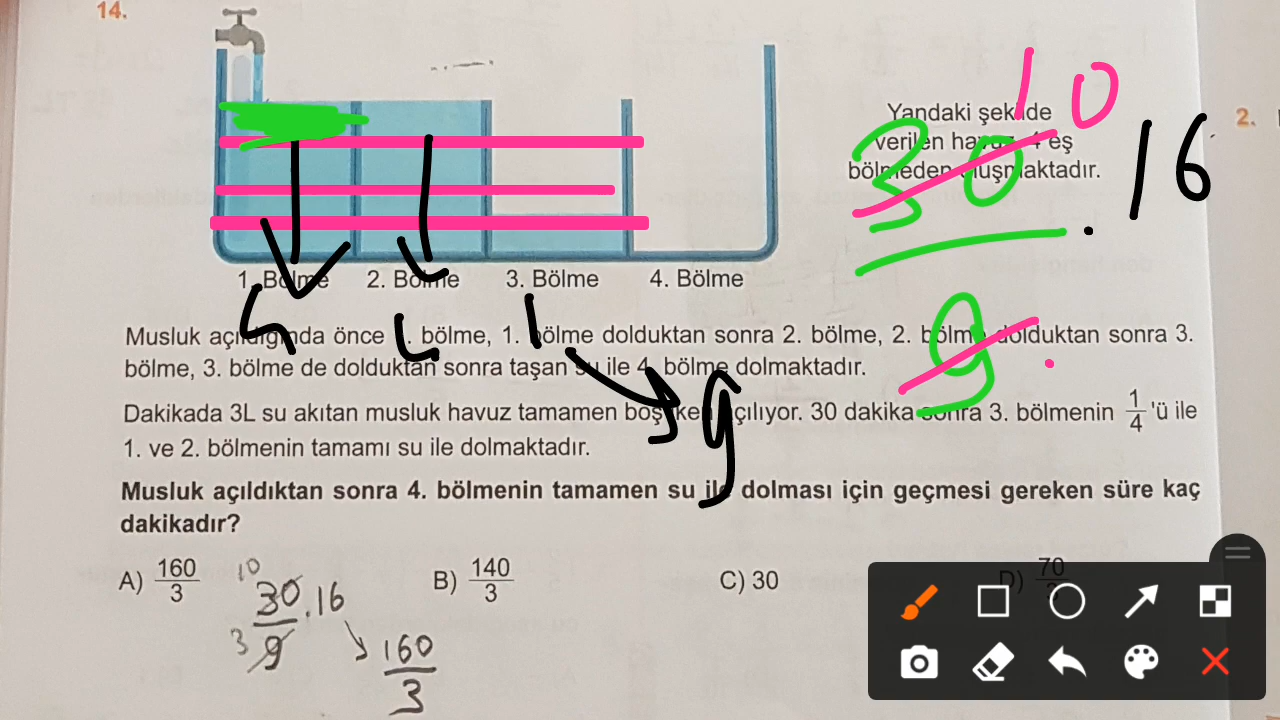 14.
Yandaki şekilde
verilen havuz, 4 eş
bölmeden oluşmaktadır.
10
30
. 16
9
2.
1. Bölme 2. Bölme 3. Bölme 4. Bölme
4 4 1
9
Musluk açıldığında önce 1. bölme, 1. bölme dolduktan sonra 2. bölme, 2. bölme dolduktan sonra 3.
bölme, 3. bölme de dolduktan sonra taşan su ile 4. bölme dolmaktadır.
Dakikada 3L su akıtan musluk havuz tamamen boşken açılıyor. 30 dakika sonra 3. bölmenin 1/4 'ü ile
1. ve 2. bölmenin tamamı su ile dolmaktadır.
Musluk açıldıktan sonra 4. bölmenin tamamen su ile dolması için geçmesi gereken süre kaç
dakikadır?
A) 160/3 B) 140/3 C) 30 D) 70/3
10
30/9 . 16
3
160/3